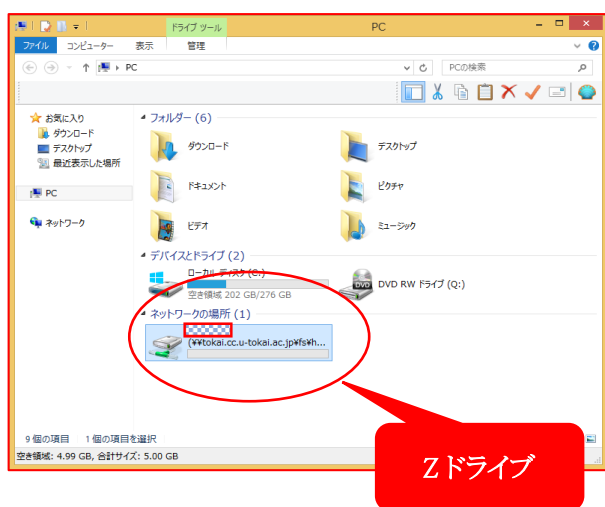 ドライブ ツール
PC
ファイル コンピューター 表示 管理
PC
PCの検索
お気に入り
ダウンロード
デスクトップ
最近表示した場所
PC
ネットワーク
フォルダー (6)
ダウンロード
デスクトップ
ドキュメント
ピクチャ
ビデオ
ミュージック
デバイスとドライブ (2)
ローカル ディスク (C:)
空き領域 202 GB/276 GB
DVD RW ドライブ (Q:)
ネットワークの場所 (1)
(¥¥tokai.cc.u-tokai.ac.jp¥fs¥h...
9 個の項目 1 個の項目を選択
空き領域: 4.99 GB, 合計サイズ: 5.00 GB
Z ドライブ